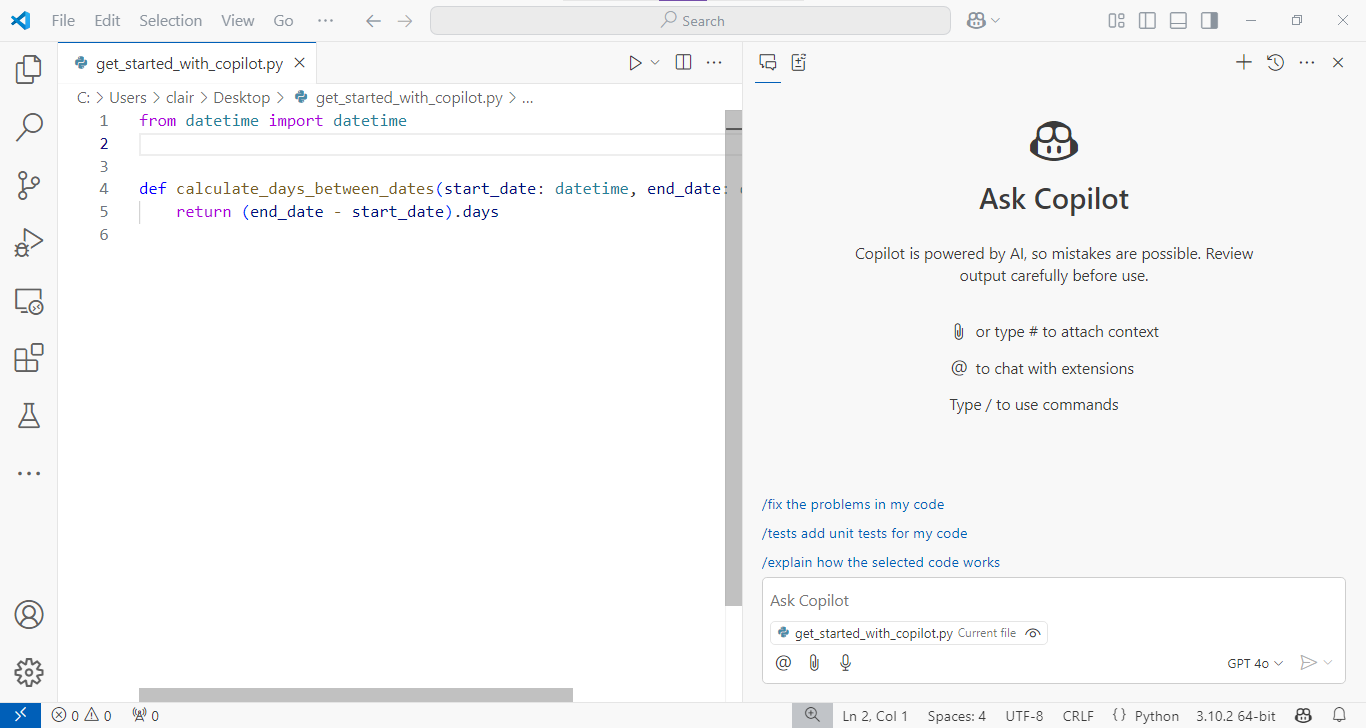 File Edit Selection View Go ··· Search
get_started_with_copilot.py
C: > Users > clair > Desktop > get_started_with_copilot.py > ...
1 from datetime import datetime
2
3
4 def calculate_days_between_dates(start_date: datetime, end_date:
5 return (end_date - start_date).days
6
Ask Copilot
Copilot is powered by AI, so mistakes are possible. Review
output carefully before use.
or type # to attach context
@ to chat with extensions
Type / to use commands
/fix the problems in my code
/tests add unit tests for my code
/explain how the selected code works
Ask Copilot
get_started_with_copilot.py Current file
@ GPT 4o
0 0 0 Ln 2, Col 1 Spaces: 4 UTF-8 CRLF {} Python 3.10.2 64-bit